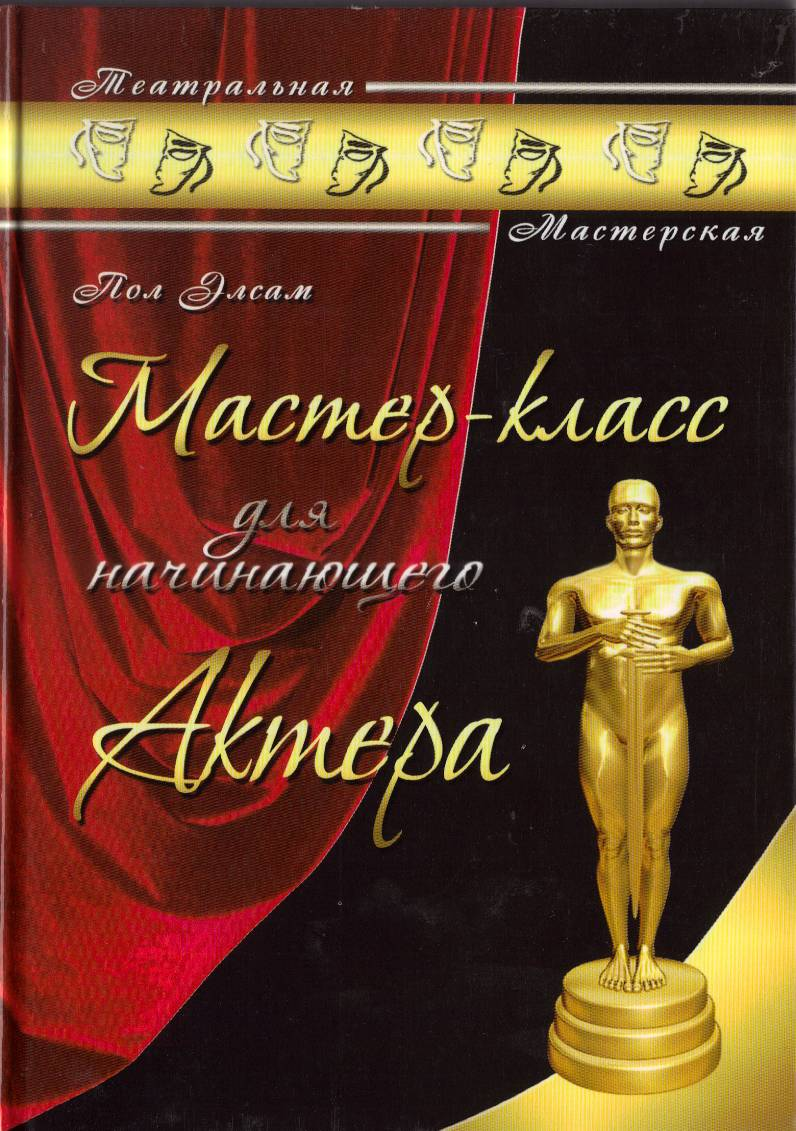 Театральная
Мастерская
Пол Элсам
Мастер-класс
для
начинающего
Актера